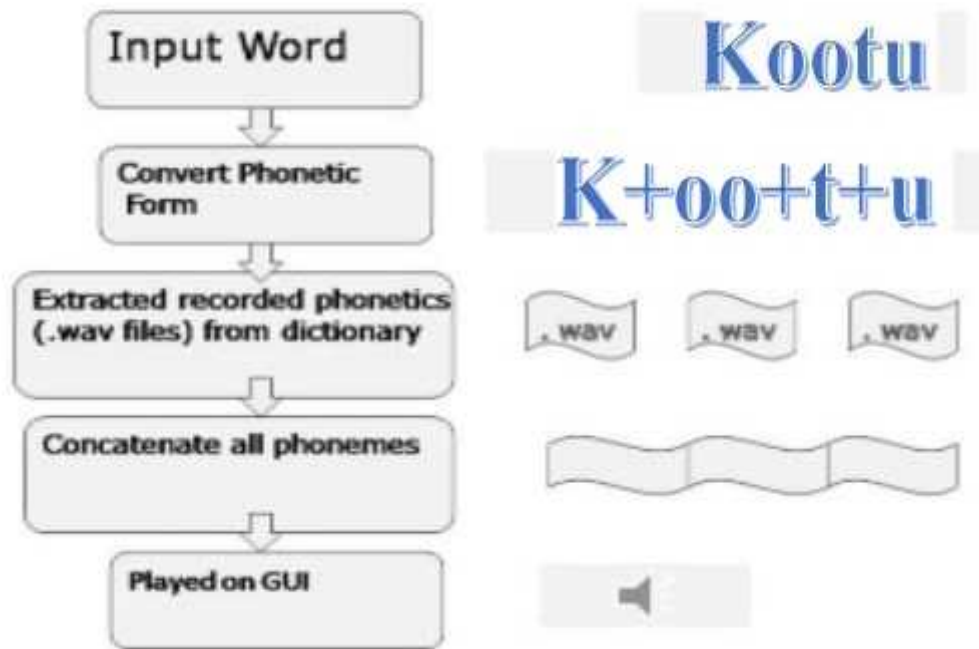 Input Word
Kootu
Convert Phonetic
Form
K+oo+t+u
Extracted recorded phonetics
(.wav files) from dictionary
.wav
.wav
.wav
Concatenate all phonemes
Played on GUI